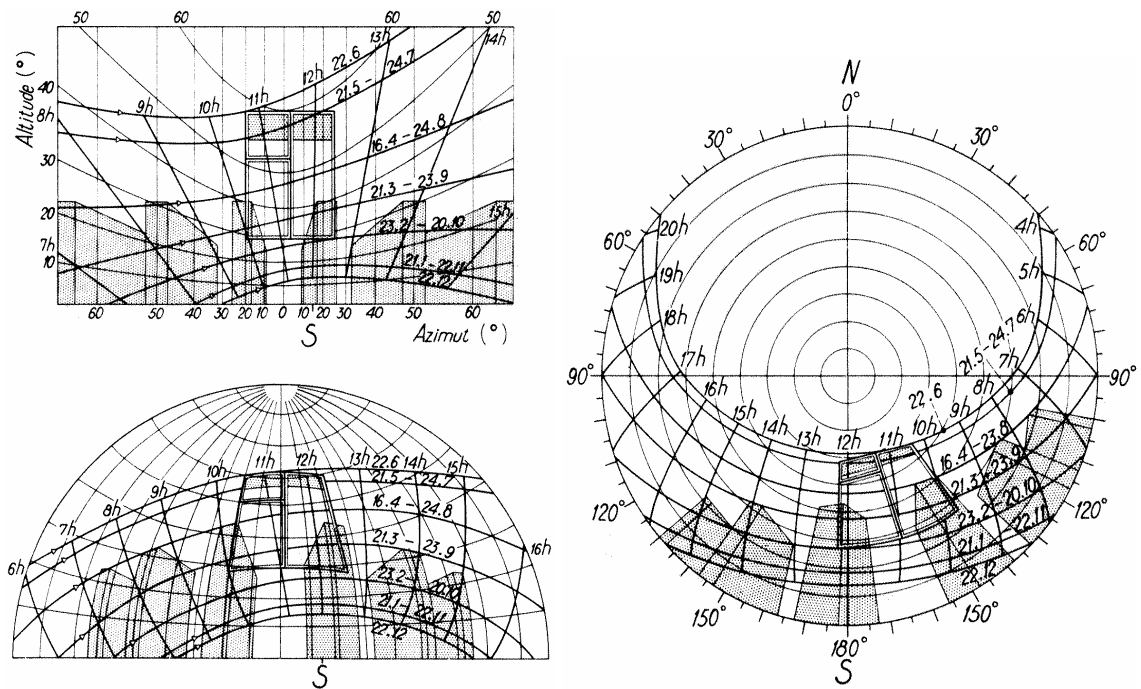 50 60 60 50
13h 14h
12h 22.6
21.5 - 24.7
11h
10h
9h
8h
16.4 - 24.8
21.3 - 23.9
15h
23.2 - 20.10
7h
21.1 - 22.11
22.12
Altitude (°)
40
30
20
10
60 50 40 30 20 10 0 10 20 30 40 50 60
S Azimut (°)
10h 11h 12h 13h 22.6 14h 15h
21.5 - 24.7
9h
16.4 - 24.8
8h
7h
21.3 - 23.9
16h
6h
23.2 - 20.10
21.1 - 22.11
22.12
S
N
0°
30° 30°
60° 60°
90° 90°
120° 120°
150° 150°
180°
S
20h 4h
19h 5h
18h 6h
17h 7h
16h 8h
15h 9h
14h 13h 12h 11h 10h
22.6
21.5 - 24.7
16.4 - 23.8
21.3 - 23.9
23.2 - 20.10
21.1 22.11
22.12